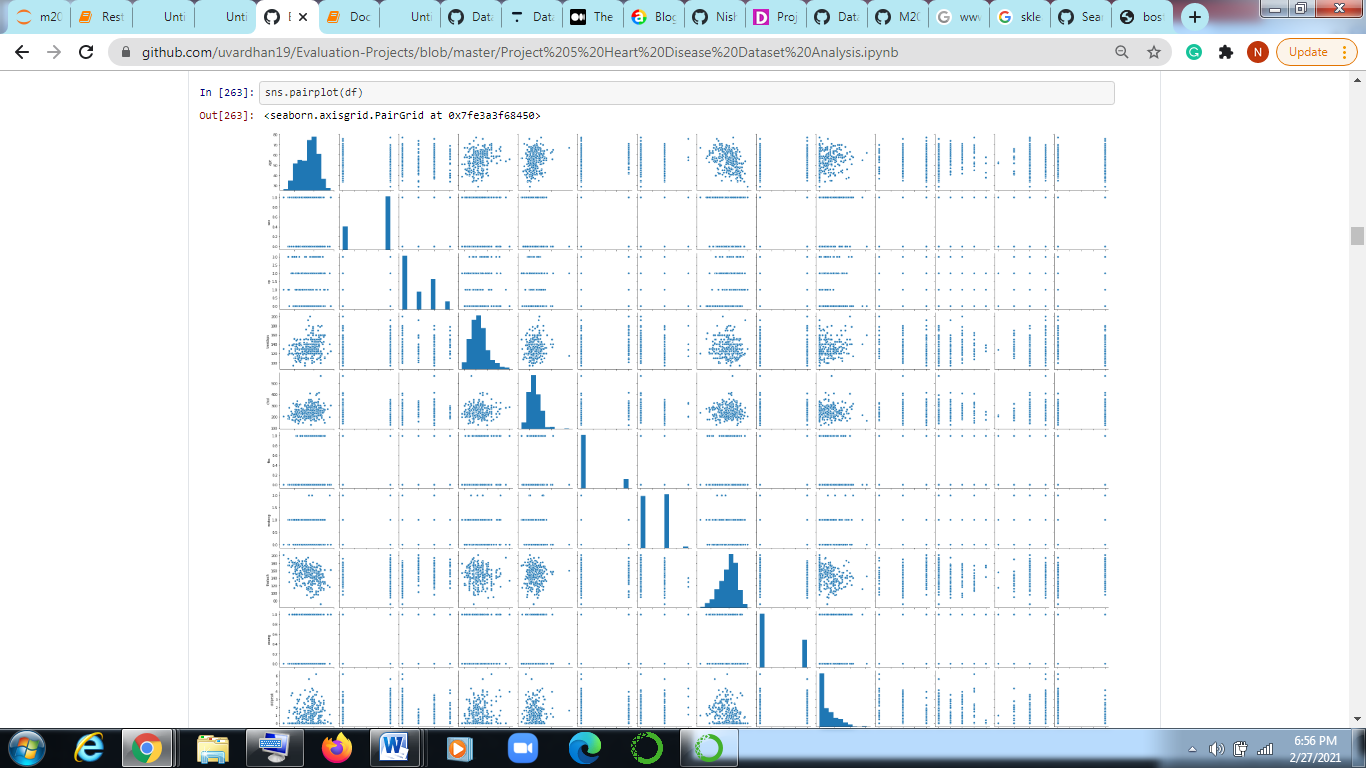 m20
Rest
Unti
Unti
E
Doc
Unti
Data
Data
The
Blog
Nish
Proj
Data
M20
www
skle
Sear
bost
github.com/uvardhan19/Evaluation-Projects/blob/master/Project%205%20Heart%20Disease%20Dataset%20Analysis.ipynb
N
Update
In [263]: sns.pairplot(df)
Out[263]: <seaborn.axisgrid.PairGrid at 0x7fe3a3f68450>
6:56 PM
2/27/2021